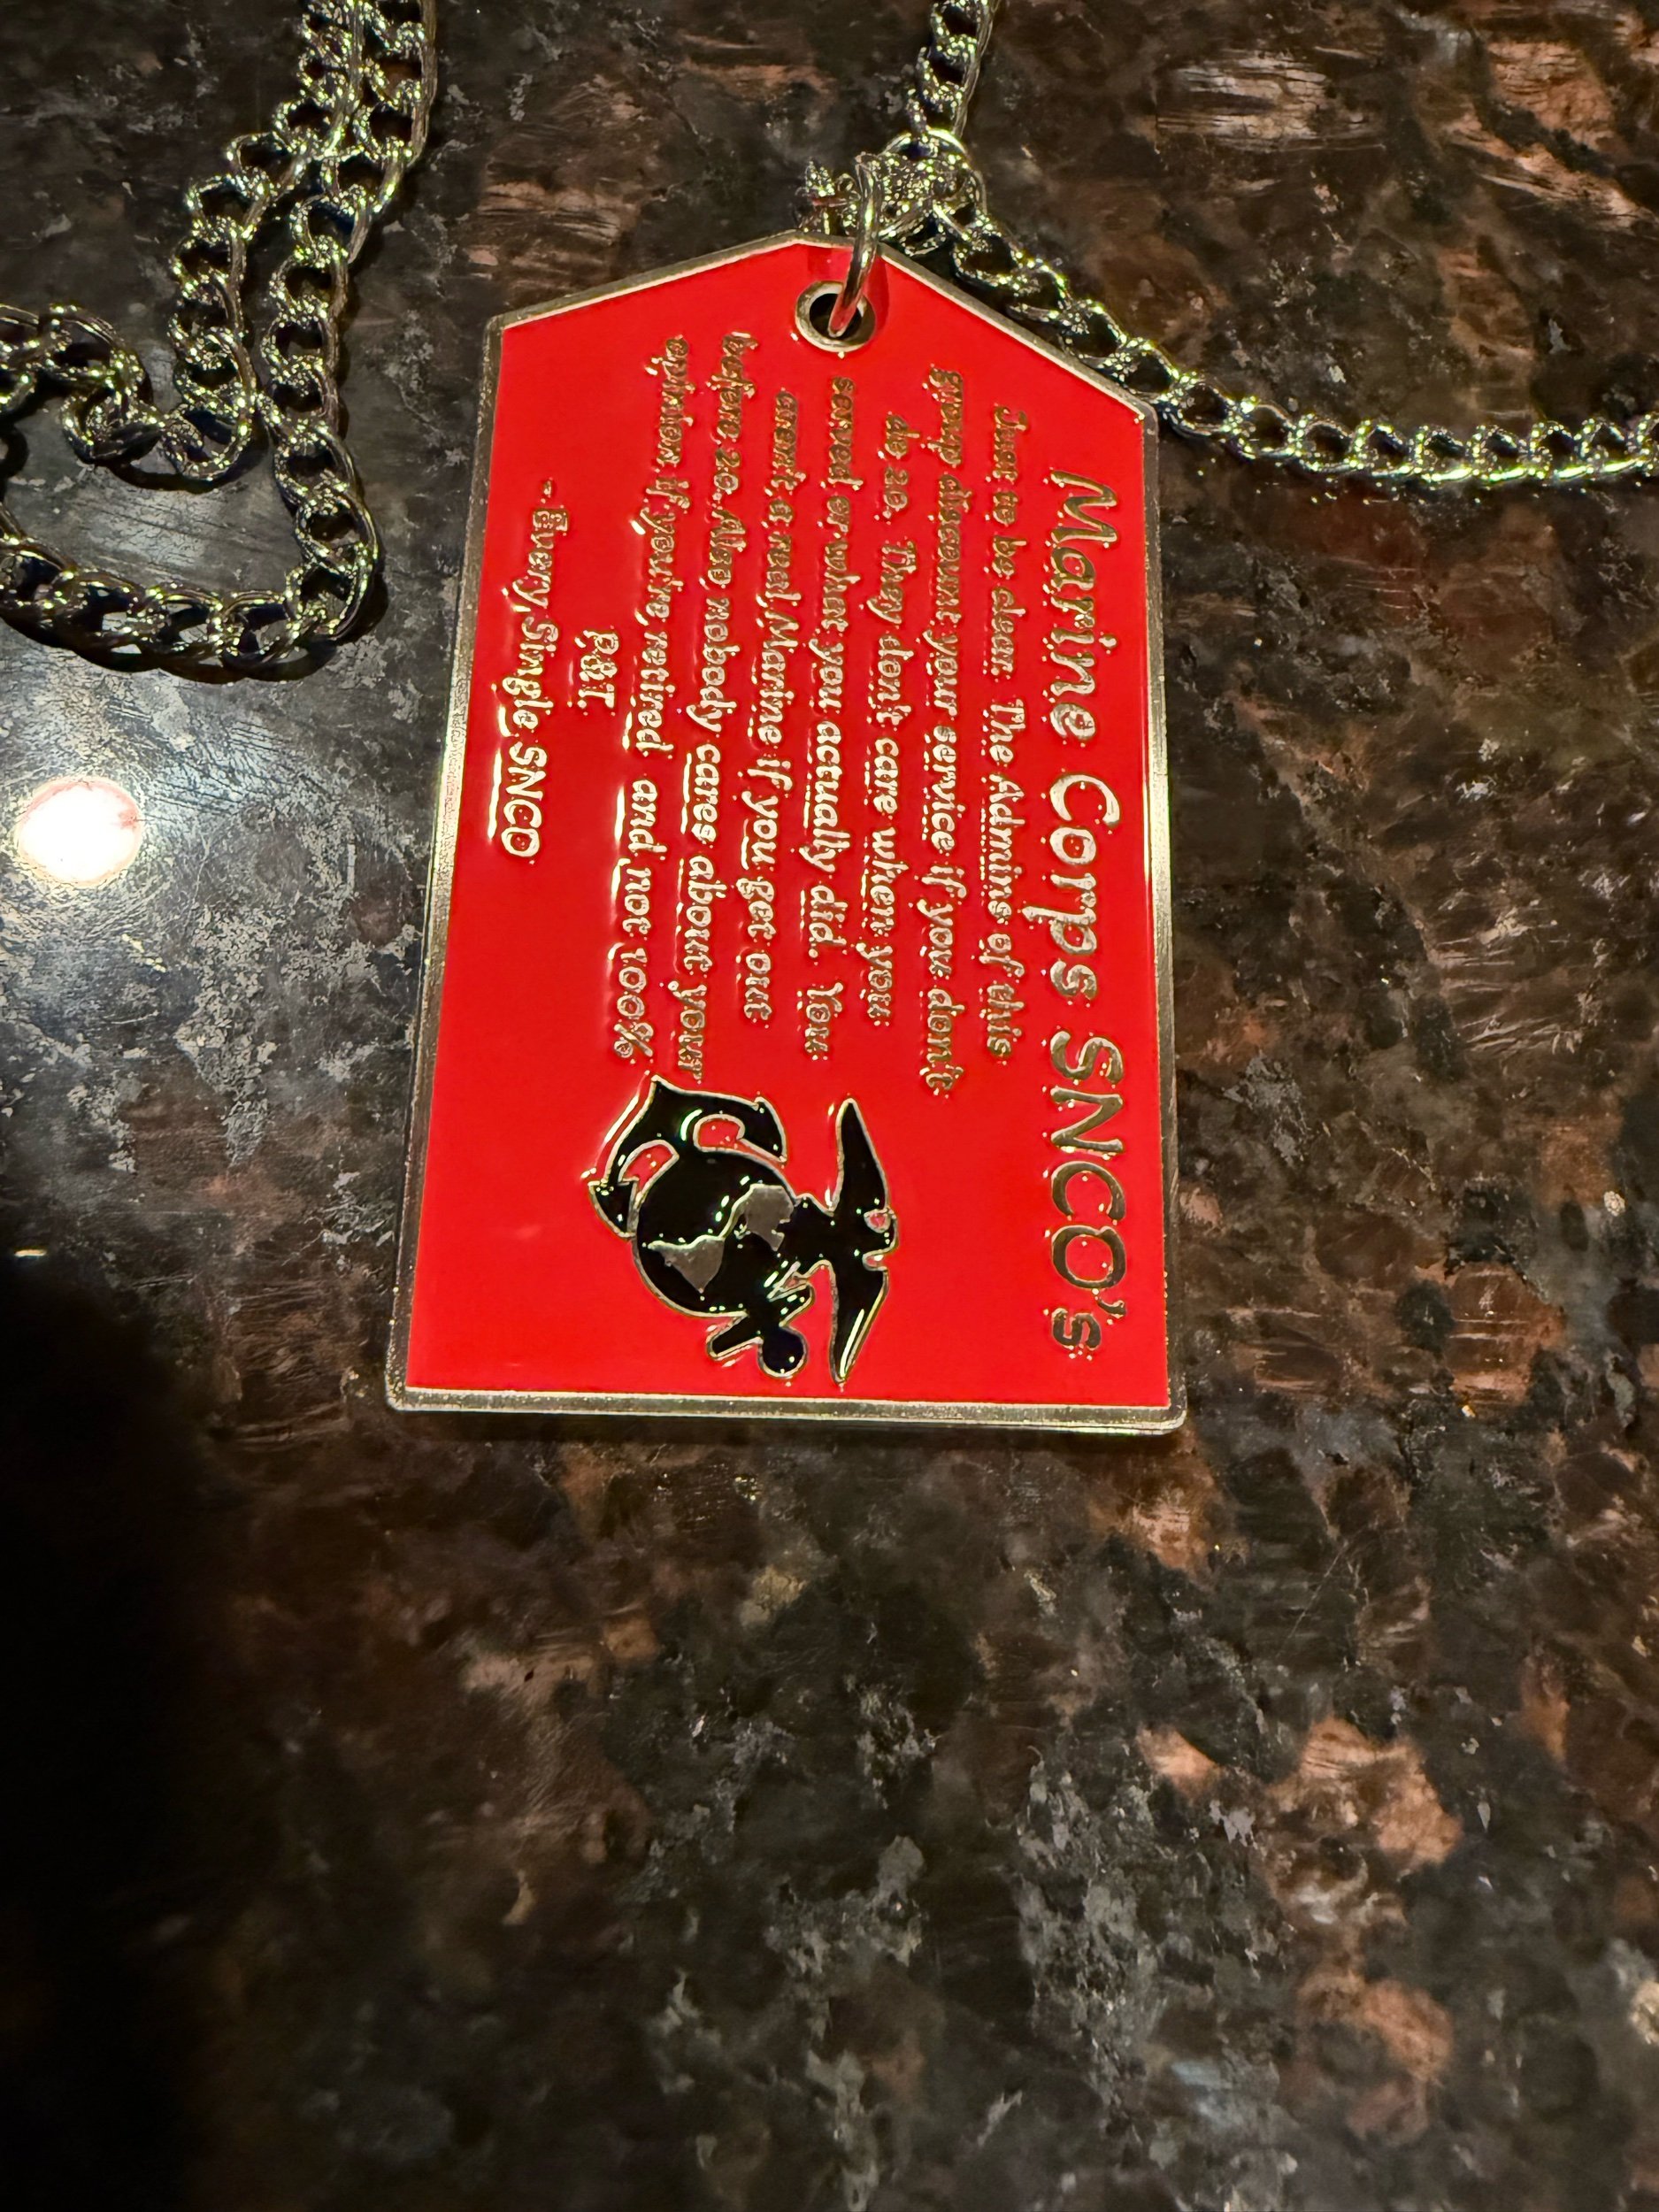 Marine Corps SNCO's
Just to be clear. The Admins of this
group discount your service if you don't
do 20. They don't care when you
served or what you actually did. You
arent a real Marine if you get out
before 20. Also nobody cares about your
opinion if you're retired and not 100%
P&T.
-Every Single SNCO